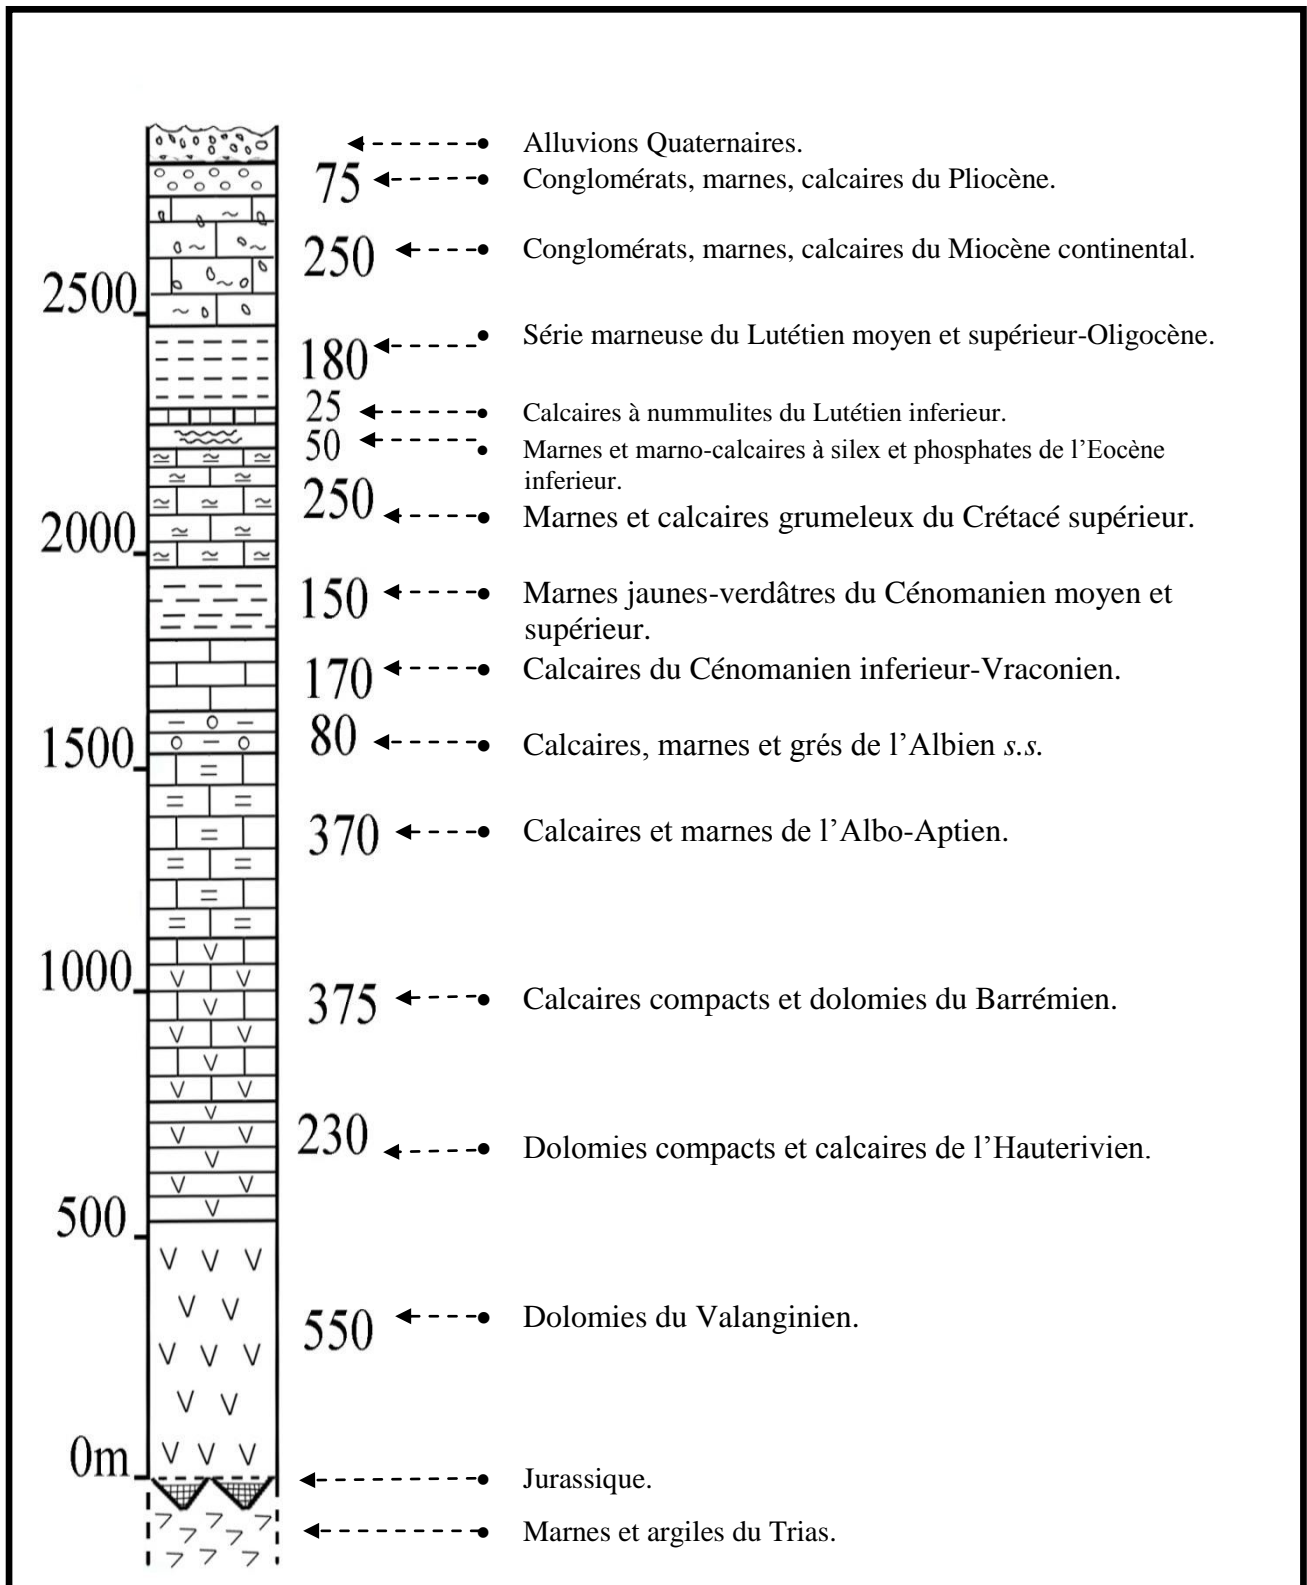 Alluvions Quaternaires.
75 Conglomérats, marnes, calcaires du Pliocène.
250 Conglomérats, marnes, calcaires du Miocène continental.
2500
180 Série marneuse du Lutétien moyen et supérieur-Oligocène.
25 Calcaires à nummulites du Lutétien inferieur.
50 Marnes et marno-calcaires à silex et phosphates de l’Eocène
inferieur.
250 Marnes et calcaires grumeleux du Crétacé supérieur.
2000
150 Marnes jaunes-verdâtres du Cénomanien moyen et
supérieur.
170 Calcaires du Cénomanien inferieur-Vraconien.
1500 80 Calcaires, marnes et grés de l’Albien s.s.
370 Calcaires et marnes de l’Albo-Aptien.
1000
375 Calcaires compacts et dolomies du Barrémien.
230 Dolomies compacts et calcaires de l’Hauterivien.
500
550 Dolomies du Valanginien.
0m
Jurassique.
Marnes et argiles du Trias.